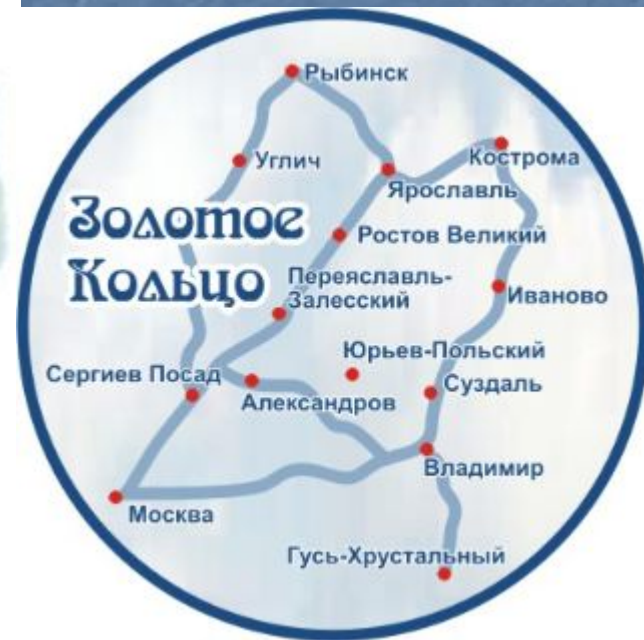 Рыбинск
Углич
Кострома
Ярославль
Золотое
Кольцо
Ростов Великий
Переяславль-
Залесский
Иваново
Юрьев-Польский
Сергиев Посад
Александров
Суздаль
Владимир
Москва
Гусь-Хрустальный